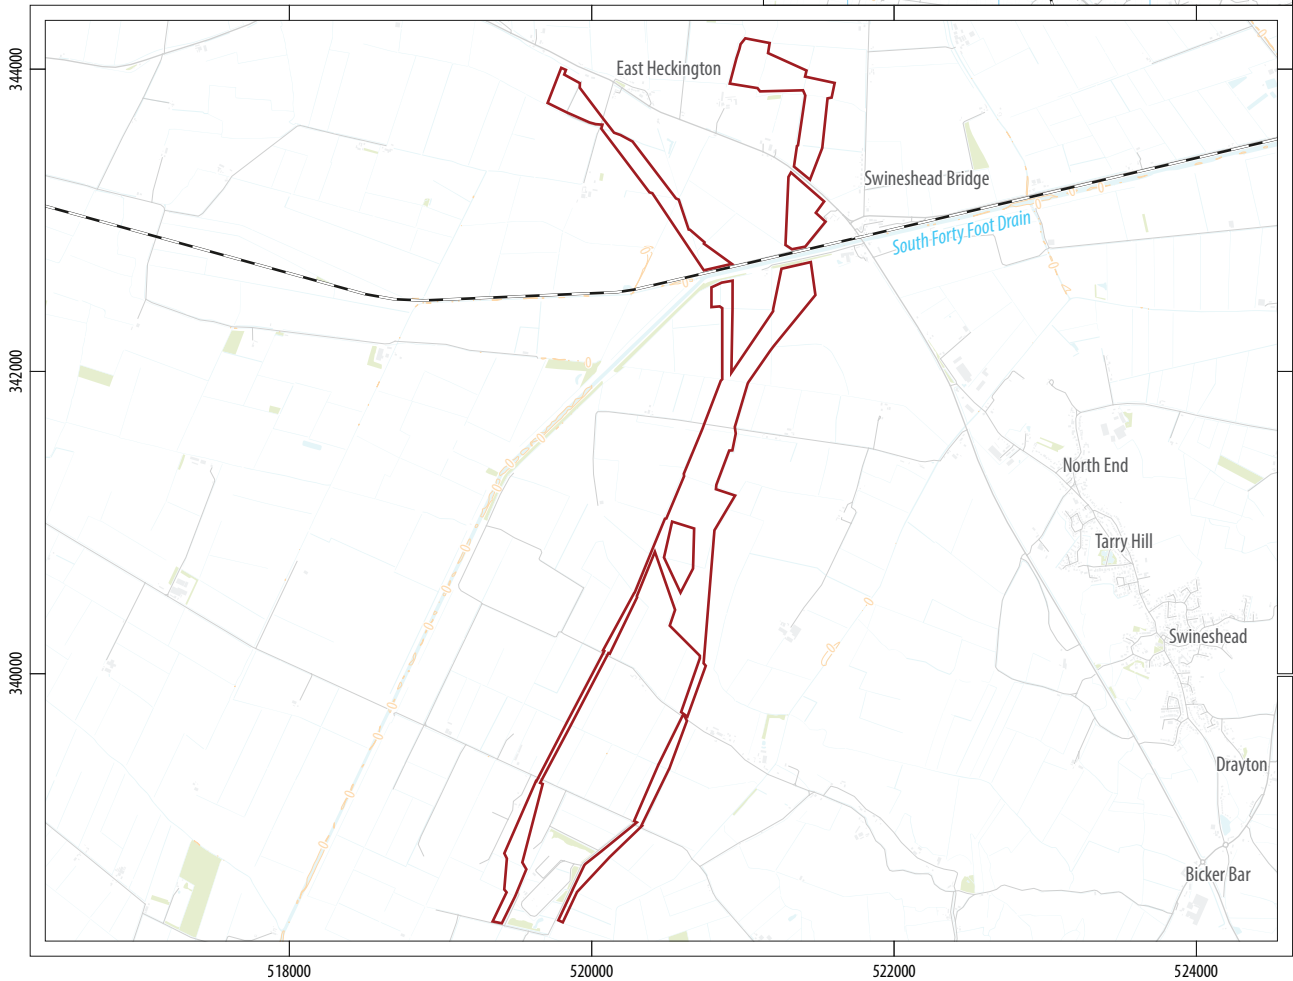 344000
East Heckington
Swineshead Bridge
South Forty Foot Drain
342000
North End
Tarry Hill
Swineshead
340000
Drayton
Bicker Bar
518000
520000
522000
524000